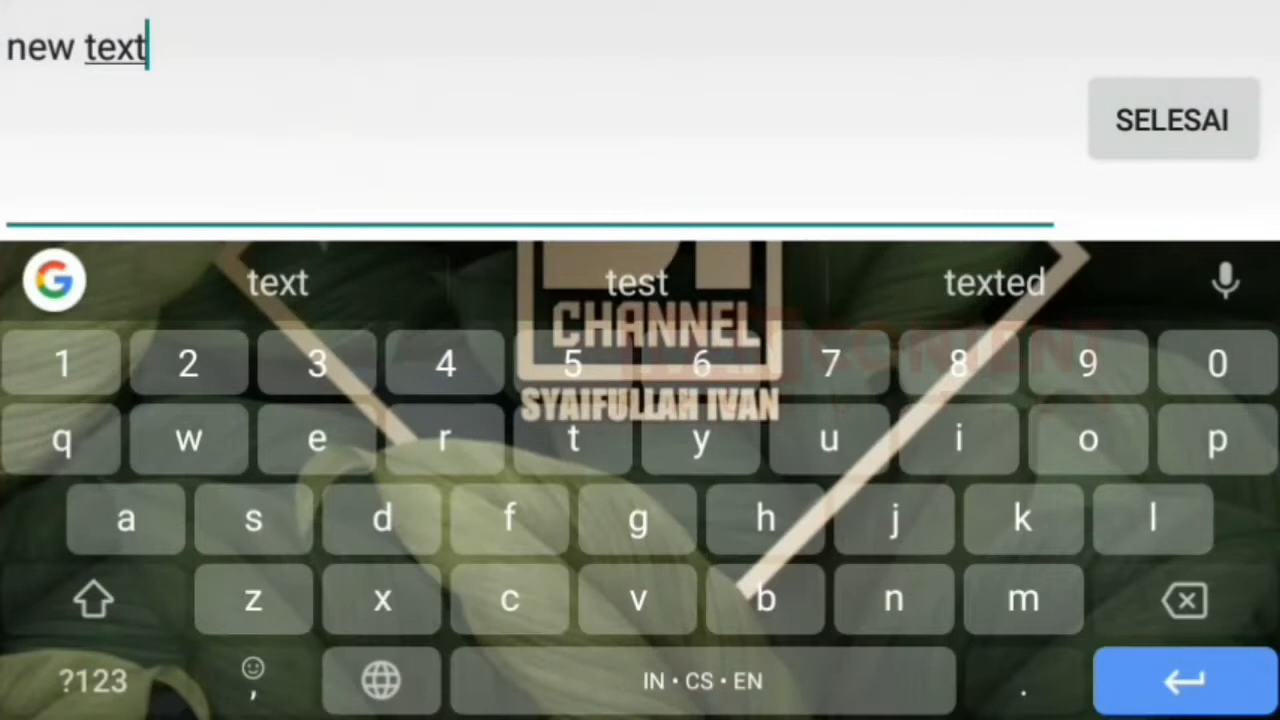 new text
SELESAI
text test texted
CHANNEL
1 2 3 4 5 6 7 8 9 0
SYAIFULLAH IVAN
q w e r t y u i o p
a s d f g h j k l
z x c v b n m
?123 , IN • CS • EN .